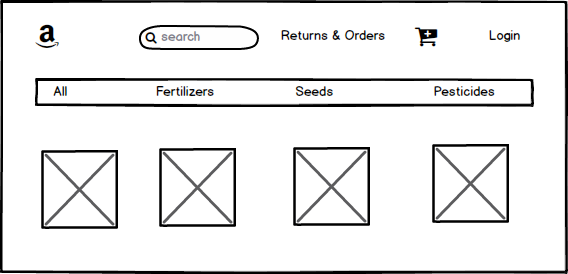 a
search
Returns & Orders
Login
All
Fertilizers
Seeds
Pesticides